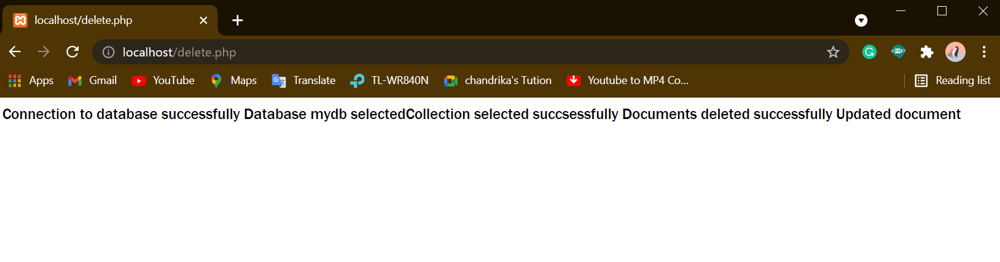 localhost/delete.php
localhost/delete.php
Apps Gmail YouTube Maps Translate TL-WR840N chandrika's Tution Youtube to MP4 Co... Reading list
Connection to database successfully Database mydb selectedCollection selected succsessfully Documents deleted successfully Updated document